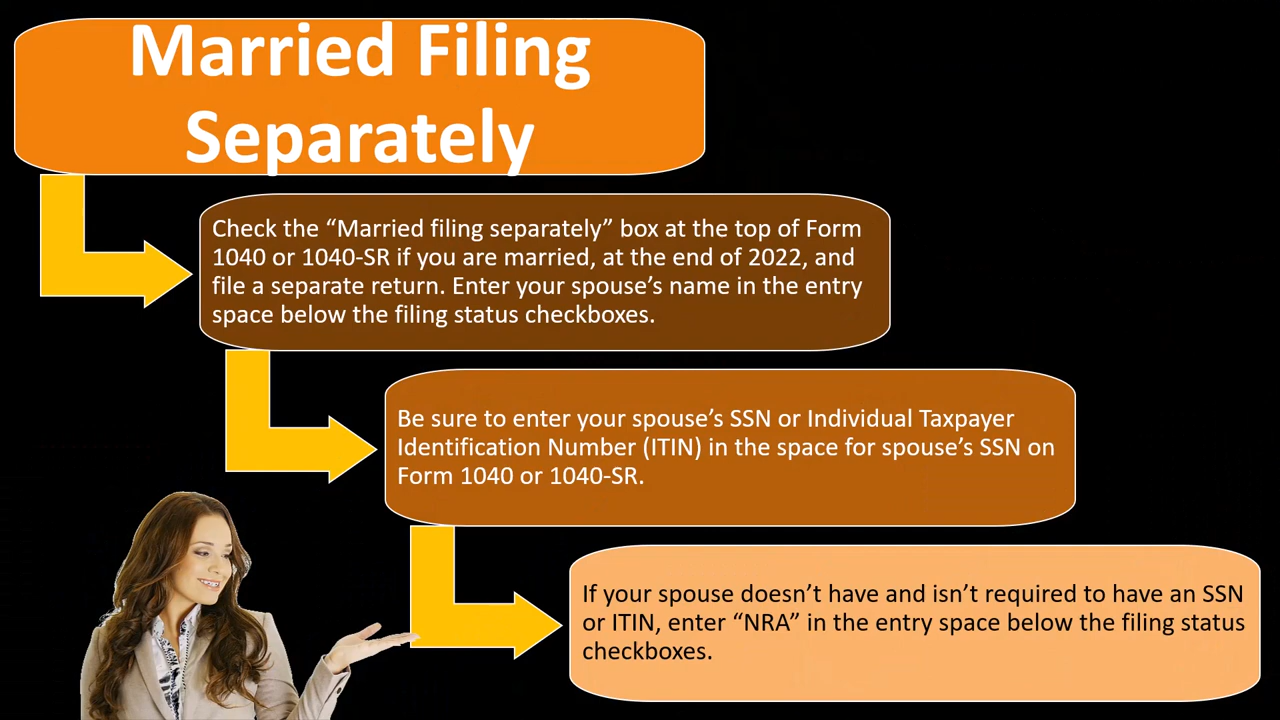 Married Filing
Separately
Check the “Married filing separately” box at the top of Form
1040 or 1040-SR if you are married, at the end of 2022, and
file a separate return. Enter your spouse’s name in the entry
space below the filing status checkboxes.
Be sure to enter your spouse’s SSN or Individual Taxpayer
Identification Number (ITIN) in the space for spouse’s SSN on
Form 1040 or 1040-SR.
If your spouse doesn’t have and isn’t required to have an SSN
or ITIN, enter “NRA” in the entry space below the filing status
checkboxes.